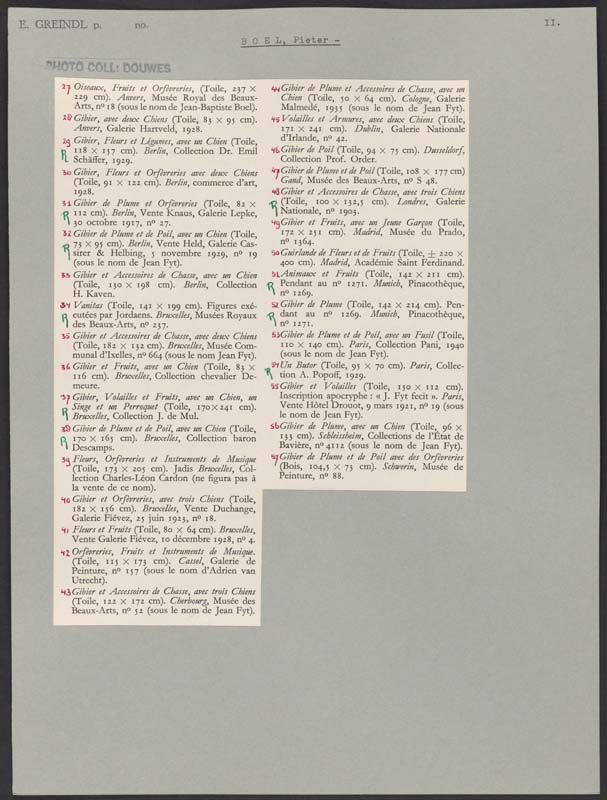 E. GREINDL p. no.
II.
BOEL, Pieter -
PHOTO COLL: DOUWES
27 Oiseaux, Fruits et Orfèvreries, (Toile, 237 ×
229 cm). Anvers, Musée Royal des Beaux-
Arts, nº 18 (sous le nom de Jean-Baptiste Boel).
28 Gibier, avec deux Chiens (Toile, 83 × 95 cm).
Anvers, Galerie Hartveld, 1928.
29 Gibier, Fleurs et Légumes, avec un Chien (Toile,
R 118 × 157 cm). Berlin, Collection Dr. Emil
Schäffer, 1929.
30 Gibier, Fleurs et Orfèvreries avec deux Chiens
(Toile, 91 × 122 cm). Berlin, commerce d'art,
1928.
31 Gibier de Plume et Orfèvreries (Toile, 82 ×
R 112 cm). Berlin, Vente Knaus, Galerie Lepke,
30 octobre 1917, nº 27.
32 Gibier de Plume et de Poil, avec un Chien (Toile,
R 73 × 95 cm). Berlin, Vente Held, Galerie Cas-
sirer & Helbing, 5 novembre 1929, nº 19
(sous le nom de Jean Fyt).
33 Gibier et Accessoires de Chasse, avec un Chien
(Toile, 130 × 198 cm). Berlin, Collection
H. Kaven.
34 Vanitas (Toile, 141 × 199 cm). Figures exé-
R cutées par Jordaens. Bruxelles, Musées Royaux
des Beaux-Arts, nº 237.
35 Gibier et Accessoires de Chasse, avec deux Chiens
(Toile, 182 × 132 cm). Bruxelles, Musée Com-
munal d'Ixelles, nº 664 (sous le nom Jean Fyt).
36 Gibier et Fruits, avec un Chien (Toile, 83 ×
116 cm). Bruxelles, Collection chevalier De-
meure.
37 Gibier, Volailles et Fruits, avec un Chien, un
R Singe et un Perroquet (Toile, 170 × 241 cm).
Bruxelles, Collection J. de Mul.
38 Gibier de Plume et de Poil, avec un Chien (Toile,
R 170 × 165 cm). Bruxelles, Collection baron
Descamps.
39 Fleurs, Orfèvreries et Instruments de Musique
(Toile, 173 × 205 cm). Jadis Bruxelles, Col-
lection Charles-Léon Cardon (ne figura pas à
la vente de ce nom).
40 Gibier et Orfèvreries, avec trois Chiens (Toile,
182 × 156 cm). Bruxelles, Vente Duchange,
Galerie Fiévez, 25 juin 1923, nº 18.
41 Fleurs et Fruits (Toile, 80 × 64 cm). Bruxelles,
Vente Galerie Fiévez, 10 décembre 1928, nº 4.
42 Orfèvreries, Fruits et Instruments de Musique.
(Toile, 115 × 173 cm). Cassel, Galerie de
Peinture, nº 157 (sous le nom d'Adrien van
Utrecht).
43 Gibier et Accessoires de Chasse, avec trois Chiens
(Toile, 122 × 172 cm). Cherbourg, Musée des
Beaux-Arts, nº 52 (sous le nom de Jean Fyt).
44 Gibier de Plume et Accessoires de Chasse, avec un
Chien (Toile, 50 × 64 cm). Cologne, Galerie
Malmedé, 1935 (sous le nom de Jean Fyt).
45 Volailles et Armures, avec deux Chiens (Toile,
171 × 241 cm). Dublin, Galerie Nationale
d'Irlande, nº 42.
46 Gibier de Poil (Toile, 94 × 75 cm). Dusseldorf,
Collection Prof. Order.
47 Gibier de Plume et de Poil (Toile, 108 × 177 cm)
Gand, Musée des Beaux-Arts, nº S 48.
48 Gibier et Accessoires de Chasse, avec trois Chiens
R (Toile, 100 × 132,5 cm). Londres, Galerie
Nationale, nº 1903.
49 Gibier et Fruits, avec un Jeune Garçon (Toile,
172 × 251 cm). Madrid, Musée du Prado,
nº 1364.
50 Guirlande de Fleurs et de Fruits (Toile, ± 220 ×
400 cm). Madrid, Académie Saint Ferdinand.
51 Animaux et Fruits (Toile, 142 × 211 cm).
R Pendant au nº 1271. Munich, Pinacothèque,
nº 1269.
52 Gibier de Plume (Toile, 142 × 214 cm). Pen-
R dant au nº 1269. Munich, Pinacothèque,
nº 1271.
53 Gibier de Plume et de Poil, avec un Fusil (Toile,
110 × 140 cm). Paris, Collection Pani, 1940
(sous le nom de Jean Fyt).
54 Un Butor (Toile, 95 × 70 cm). Paris, Collec-
R tion A. Popoff, 1929.
55 Gibier et Volailles (Toile, 150 × 112 cm).
Inscription apocryphe : « J. Fyt fecit ». Paris,
Vente Hôtel Drouot, 9 mars 1921, nº 19 (sous
le nom de Jean Fyt).
56 Gibier de Plume, avec un Chien (Toile, 96 ×
133 cm). Schleissheim, Collections de l'État de
Bavière, nº 4112 (sous le nom de Jean Fyt).
57 Gibier de Plume et de Poil avec des Orfèvreries
(Bois, 104,5 × 73 cm). Schwerin, Musée de
Peinture, nº 88.